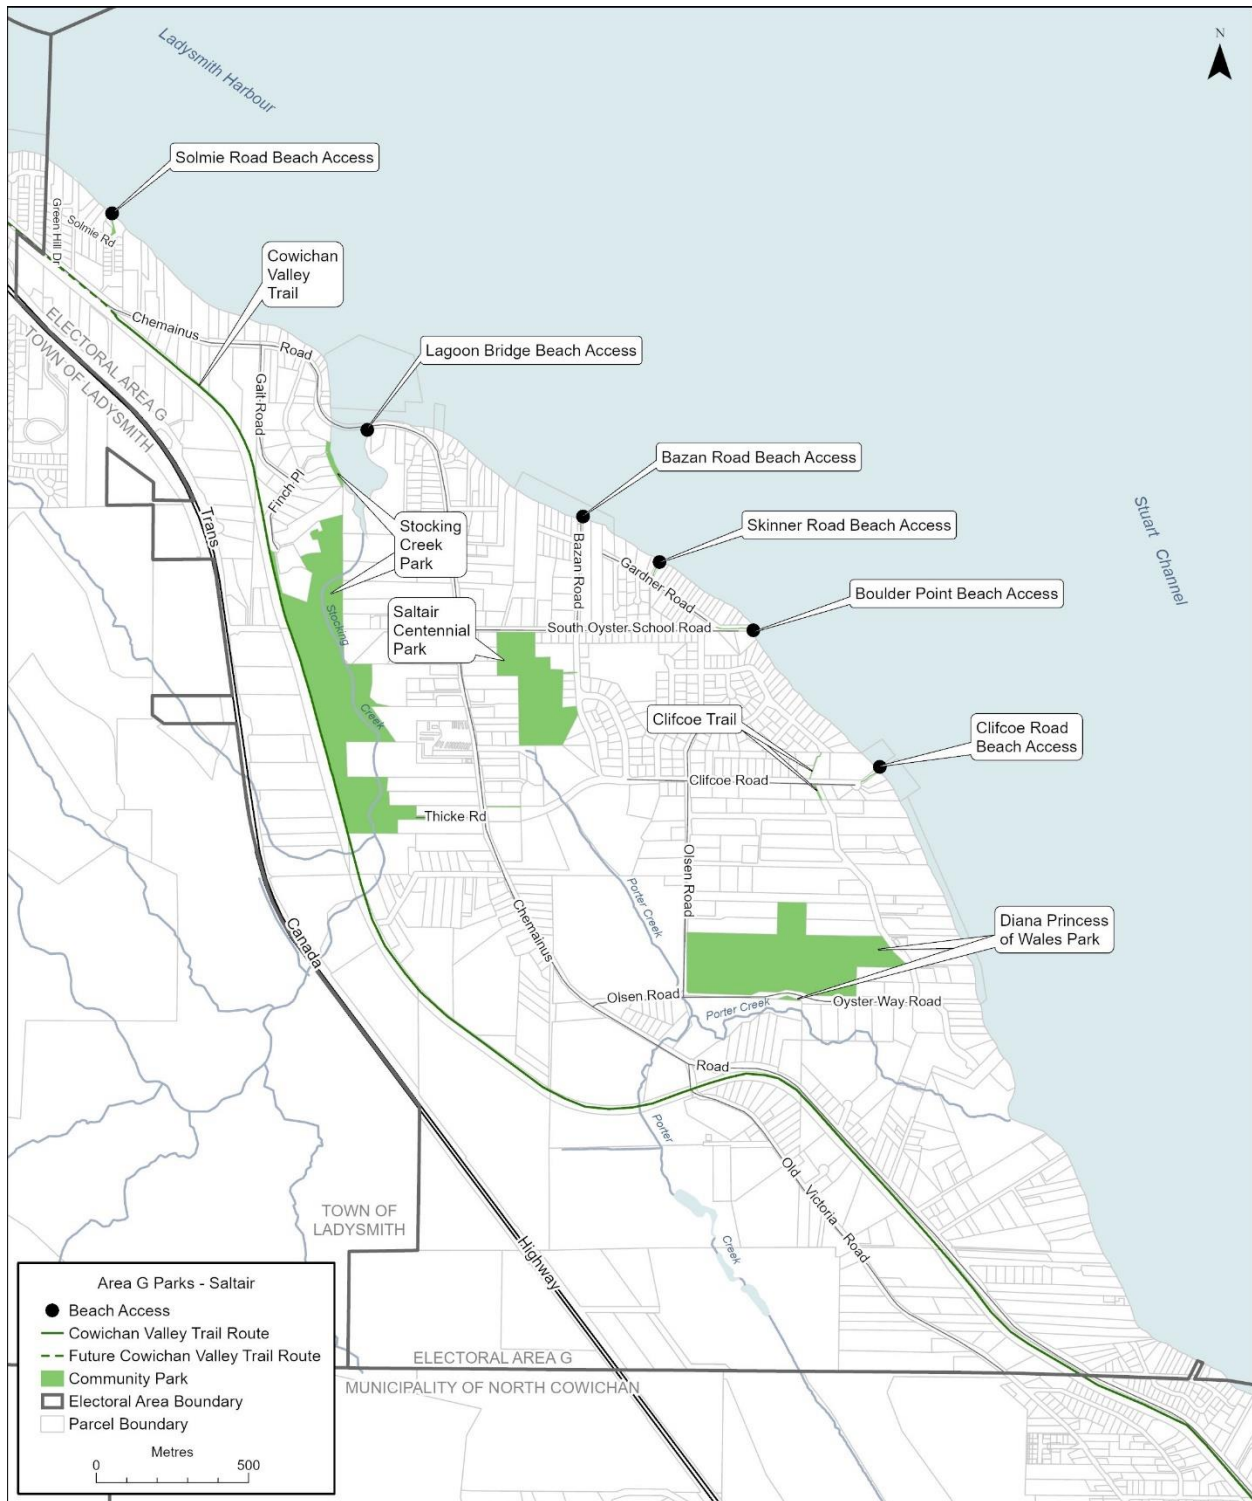 N
Ladysmith
Harbour
Solmie Road Beach Access
Green Hill Dr
Solmie Rd
Cowichan
Valley
Trail
Chemainus
Road
Lagoon Bridge Beach Access
ELECTORAL AREA G
TOWN OF LADYSMITH
Gait Road
Bazan Road Beach Access
Finch Pl
Trans
Stuart Channel
Stocking
Creek
Park
Skinner Road Beach Access
Bazan Road
Gardner Road
Boulder Point Beach Access
Saltair
Centennial
Park
Stocking
South Oyster School Road
Clifcoe Trail
Clifcoe Road
Beach Access
Creek
Clifcoe Road
Thicke Rd
Olsen Road
Porter Creek
Chemainus
Canada
Diana Princess
of Wales Park
Olsen Road
Oyster Way Road
Porter Creek
Road
Porter
Old Victoria Road
TOWN OF
LADYSMITH
Creek
Highway
ELECTORAL AREA G
MUNICIPALITY OF NORTH COWICHAN
Area G Parks - Saltair
Beach Access
Cowichan Valley Trail Route
Future Cowichan Valley Trail Route
Community Park
Electoral Area Boundary
Parcel Boundary
Metres
0 500